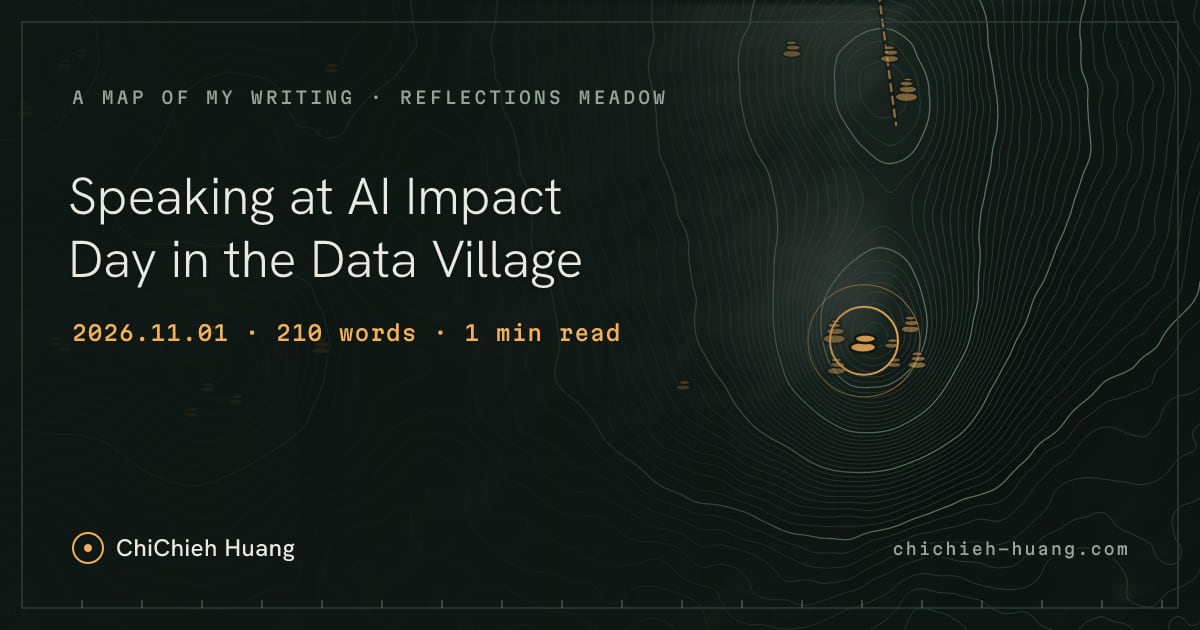 A MAP OF MY WRITING · REFLECTIONS MEADOW
Speaking at AI Impact
Day in the Data Village
2026.11.01 · 210 words · 1 min read
ChiChieh Huang
chichieh-huang.com